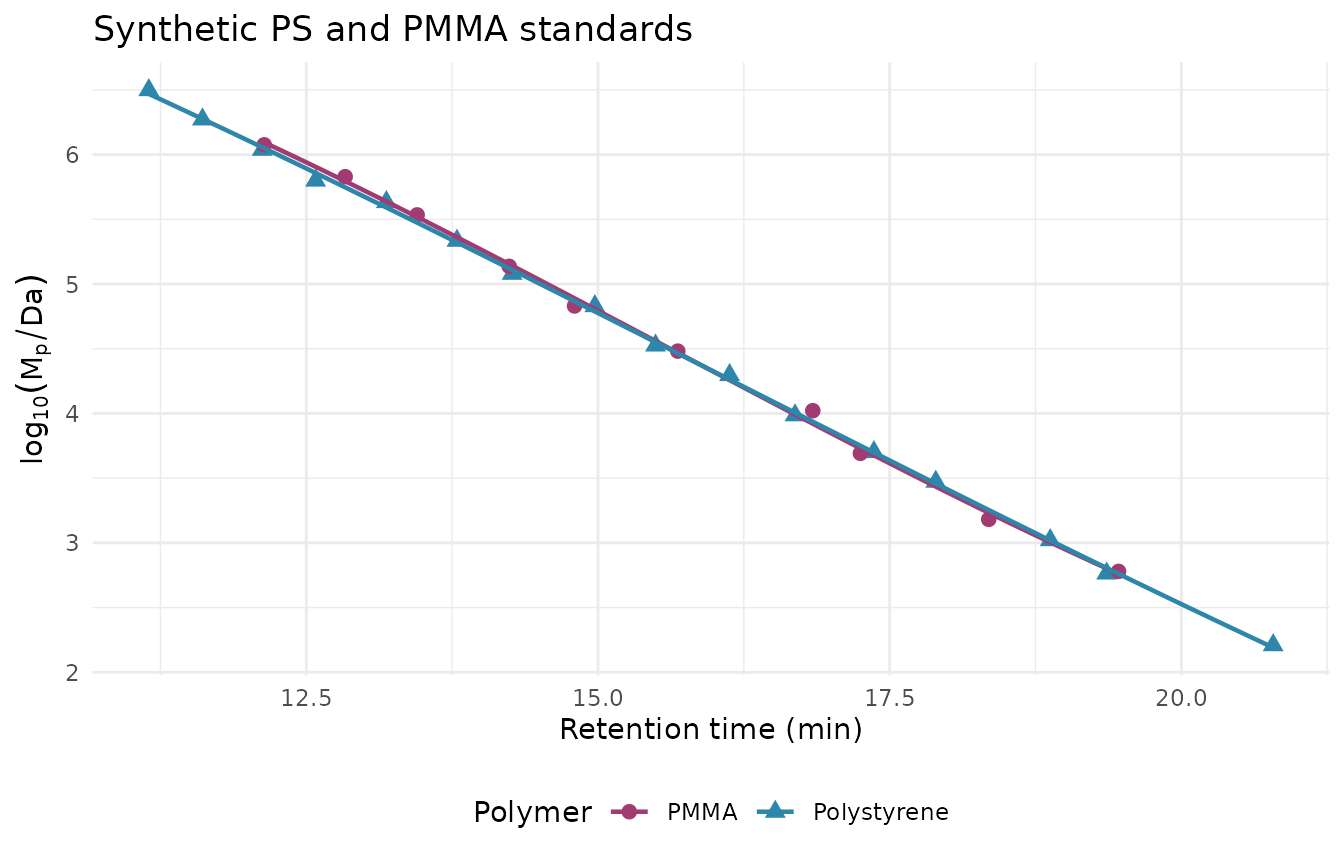 Synthetic PS and PMMA standards
log₁₀(Mₚ/Da)
6
5
4
3
2
12.5 15.0 17.5 20.0
Retention time (min)
Polymer PMMA Polystyrene